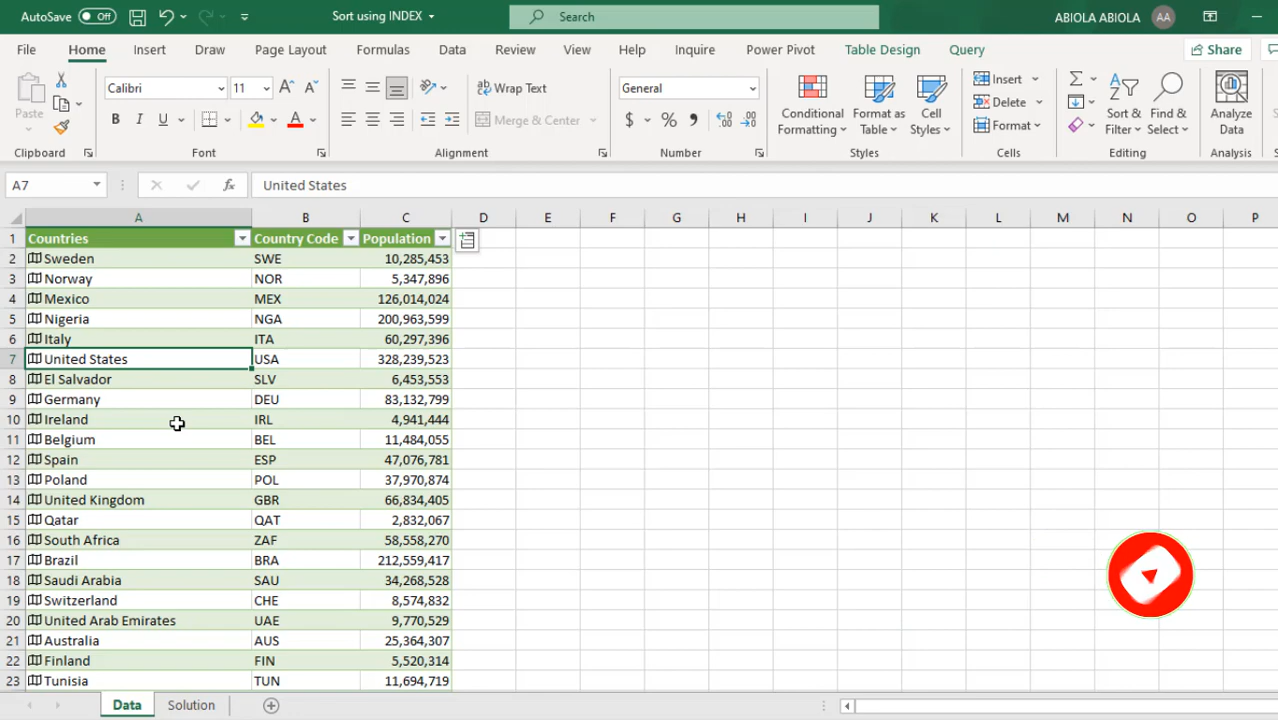 AutoSave Off Sort using INDEX Search ABIOLA ABIOLA AA
File Home Insert Draw Page Layout Formulas Data Review View Help Inquire Power Pivot Table Design Query Share
Paste Calibri 11 A A Wrap Text General Conditional Formatting Format as Table Cell Styles Insert Sort & Filter Find & Select Analyze Data
B I U A Merge & Center $ % , Delete
Format
Clipboard Font Alignment Number Styles Cells Editing Analysis
A7 fx United States
A B C D E F G H I J K L M N O P
1 Countries Country Code Population
2 Sweden SWE 10,285,453
3 Norway NOR 5,347,896
4 Mexico MEX 126,014,024
5 Nigeria NGA 200,963,599
6 Italy ITA 60,297,396
7 United States USA 328,239,523
8 El Salvador SLV 6,453,553
9 Germany DEU 83,132,799
10 Ireland IRL 4,941,444
11 Belgium BEL 11,484,055
12 Spain ESP 47,076,781
13 Poland POL 37,970,874
14 United Kingdom GBR 66,834,405
15 Qatar QAT 2,832,067
16 South Africa ZAF 58,558,270
17 Brazil BRA 212,559,417
18 Saudi Arabia SAU 34,268,528
19 Switzerland CHE 8,574,832
20 United Arab Emirates UAE 9,770,529
21 Australia AUS 25,364,307
22 Finland FIN 5,520,314
23 Tunisia TUN 11,694,719
Data Solution